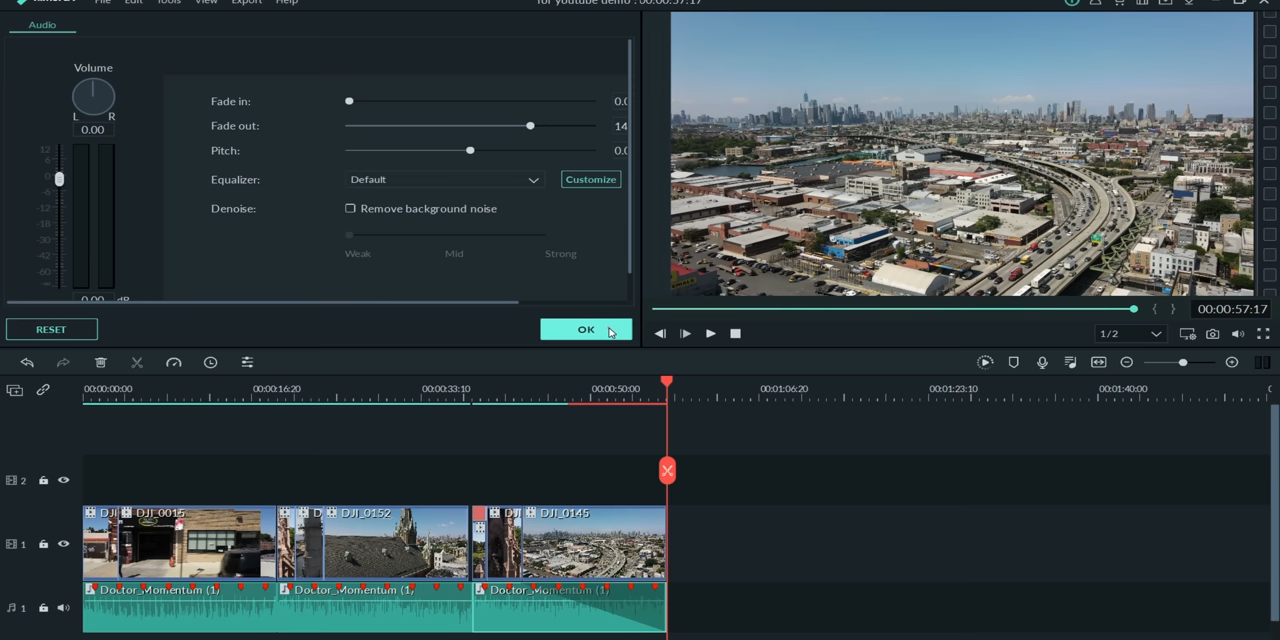 File Edit Tools View Export Help
for youtube demo : 00:00:57:17
Audio
Volume
L R
0.00
12
6
0
-6
-12
-18
-30
-42
-60
0.00 dB
Fade in: 0.0
Fade out: 14
Pitch: 0.0
Equalizer: Default Customize
Denoise: Remove background noise
Weak Mid Strong
RESET OK
00:00:57:17
1/2
00:00:00:00 00:00:16:20 00:00:33:10 00:00:50:00 00:01:06:20 00:01:23:10 00:01:40:00
2
DJI DJI_0015 D DJI_0152 DJI DJI_0145
1
Doctor_Momentum (1) Doctor_Momentum (1) Doctor_Momentum (1)
1